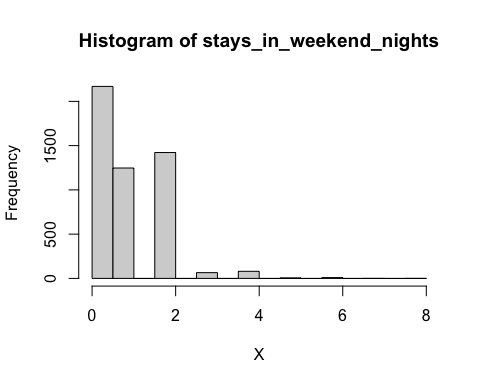 Histogram of stays_in_weekend_nights
Frequency
1500
500
0
0 2 4 6 8
X